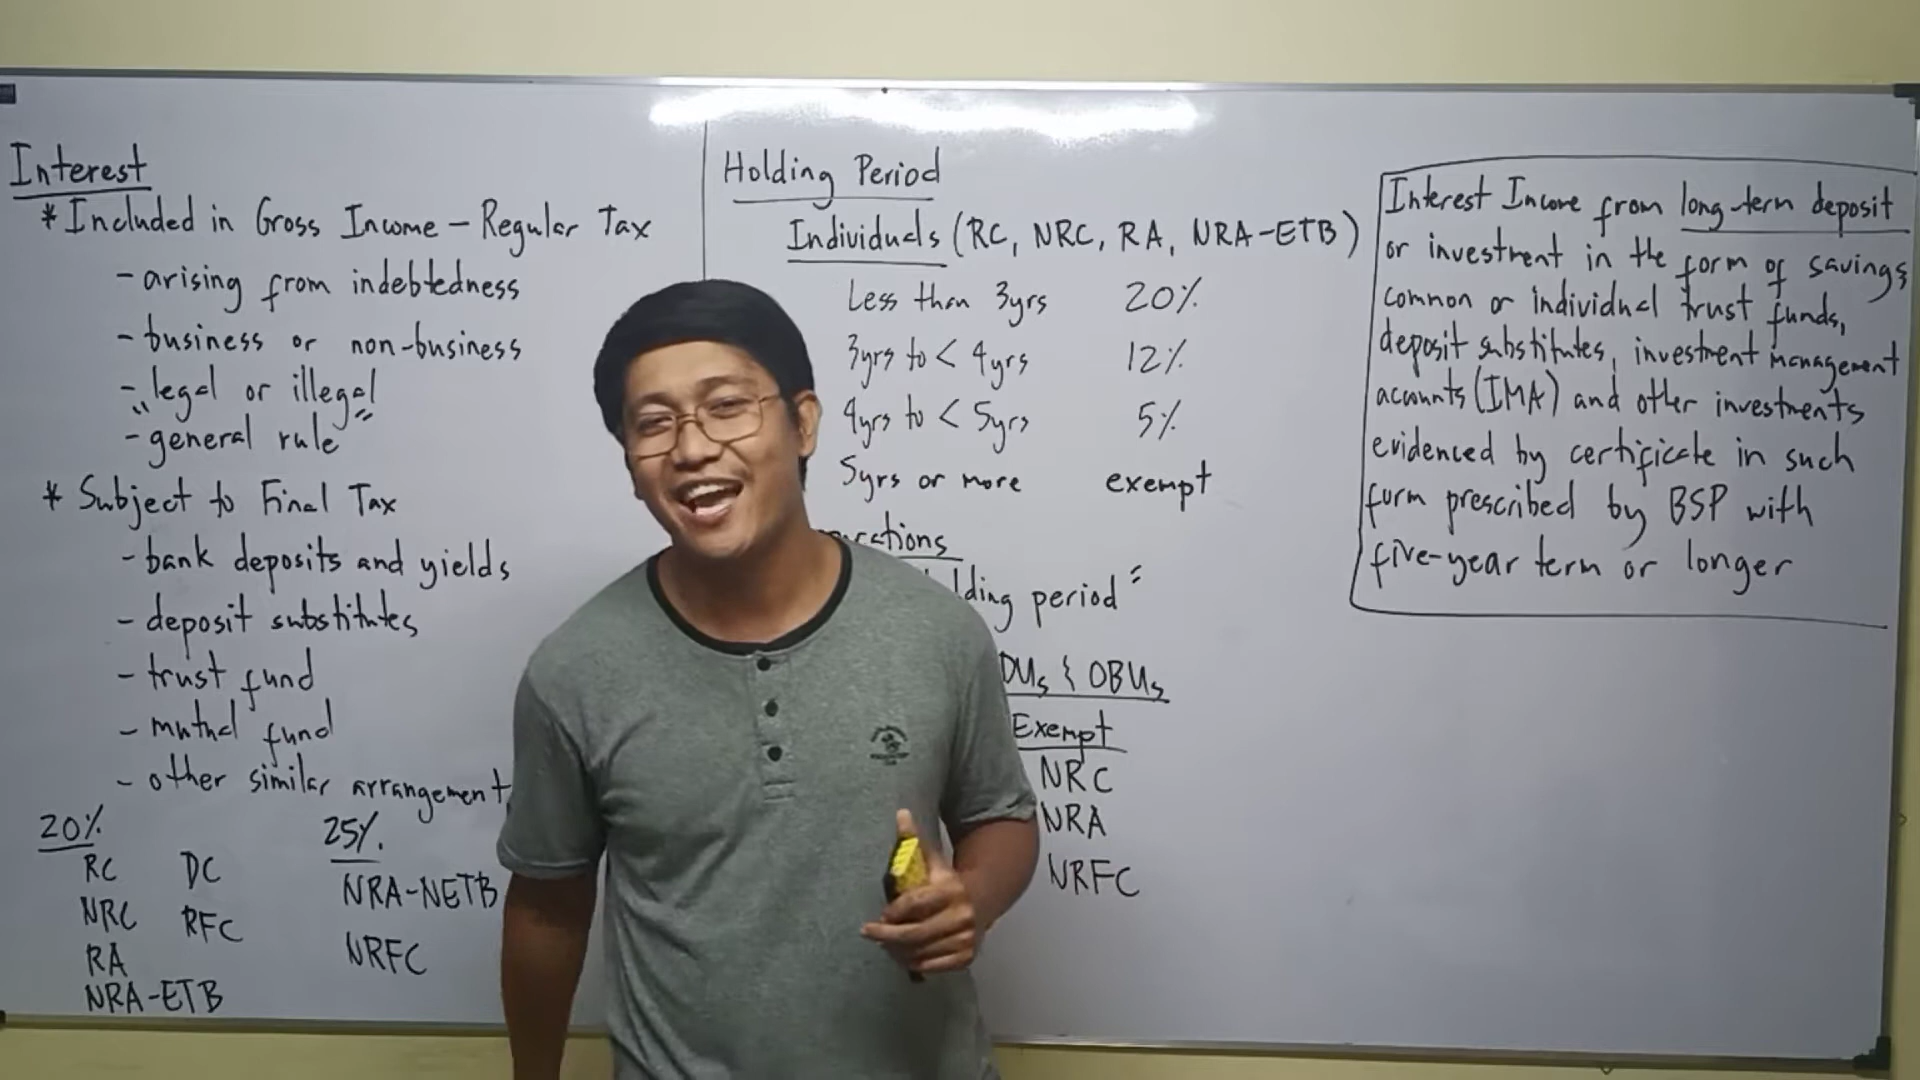 Interest
* Included in Gross Income - Regular Tax
- arising from indebtedness
- business or non-business
- legal or illegal
- "general rule"
* Subject to Final Tax
- bank deposits and yields
- deposit substitutes
- trust fund
- mutual fund
- other similar arrangement
20%
RC DC
NRC RFC
RA
NRA-ETB
25%
NRA-NETB
NRFC
Holding Period
Individuals (RC, NRC, RA, NRA-ETB)
Less than 3yrs 20%
3yrs to < 4yrs 12%
4yrs to < 5yrs 5%
5yrs or more exempt
period"
& OBUs
Exempt
NRC
NRA
NRFC
Interest Income from long-term deposit
or investment in the form of savings
common or individual trust funds,
deposit substitutes, investment management
accounts (IMA) and other investments
evidenced by certificate in such
form prescribed by BSP with
five-year term or longer